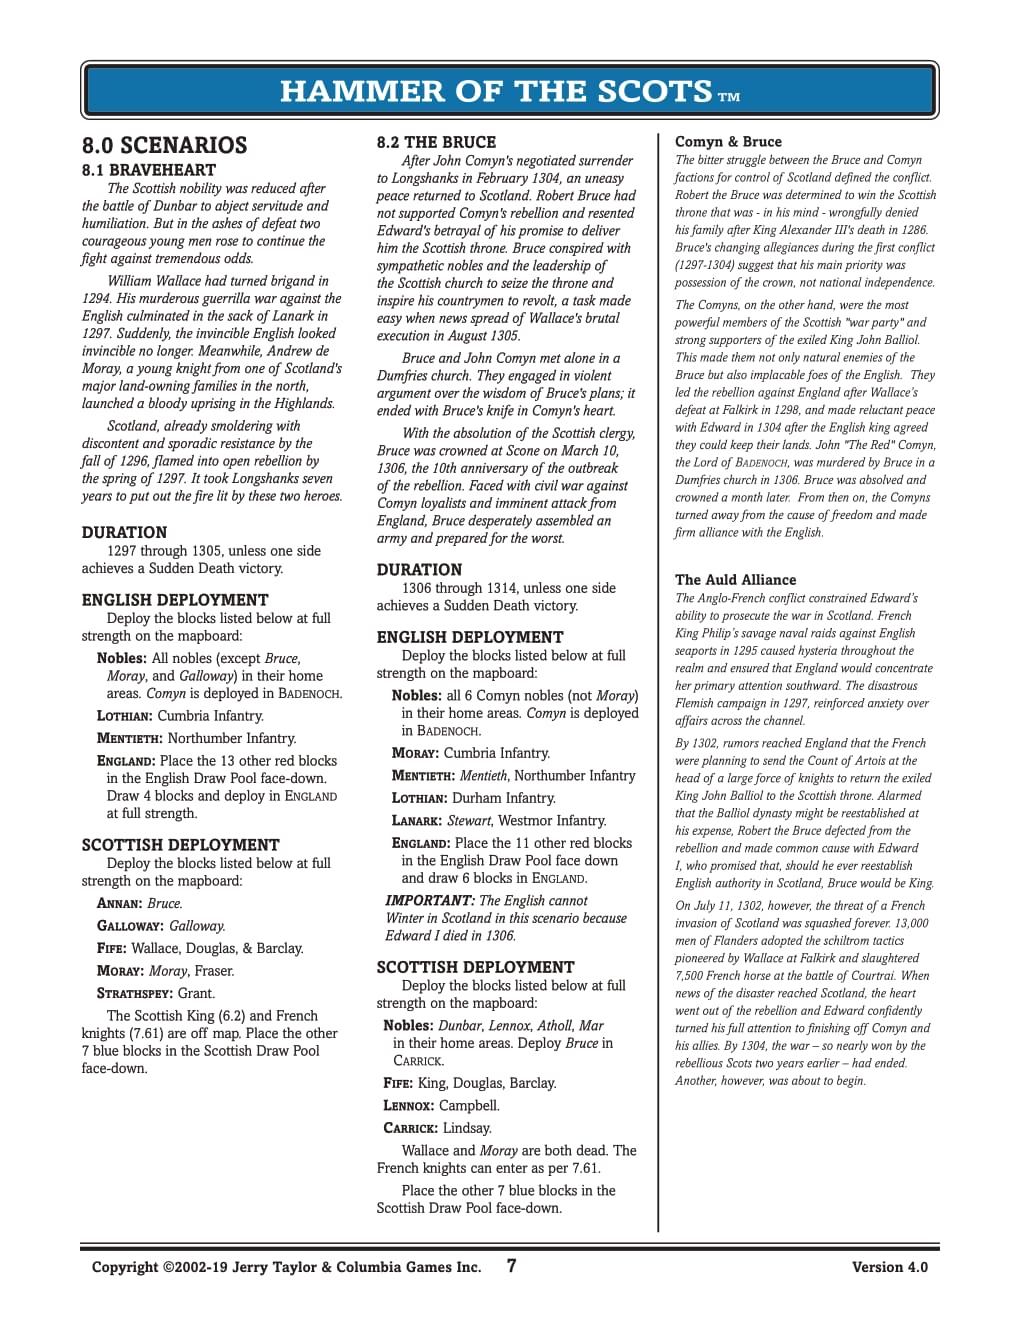 HAMMER OF THE SCOTS TM
8.0 SCENARIOS
8.1 BRAVEHEART
The Scottish nobility was reduced after
the battle of Dunbar to abject servitude and
humiliation. But in the ashes of defeat two
courageous young men rose to continue the
fight against tremendous odds.
William Wallace had turned brigand in
1294. His murderous guerrilla war against the
English culminated in the sack of Lanark in
1297. Suddenly, the invincible English looked
invincible no longer. Meanwhile, Andrew de
Moray, a young knight from one of Scotland's
major land-owning families in the north,
launched a bloody uprising in the Highlands.
Scotland, already smoldering with
discontent and sporadic resistance by the
fall of 1296, flamed into open rebellion by
the spring of 1297. It took Longshanks seven
years to put out the fire lit by these two heroes.
DURATION
1297 through 1305, unless one side
achieves a Sudden Death victory.
ENGLISH DEPLOYMENT
Deploy the blocks listed below at full
strength on the mapboard:
Nobles: All nobles (except Bruce,
Moray, and Galloway) in their home
areas. Comyn is deployed in BADENOCH.
LOTHIAN: Cumbria Infantry.
MENTIETH: Northumber Infantry.
ENGLAND: Place the 13 other red blocks
in the English Draw Pool face-down.
Draw 4 blocks and deploy in ENGLAND
at full strength.
SCOTTISH DEPLOYMENT
Deploy the blocks listed below at full
strength on the mapboard:
ANNAN: Bruce.
GALLOWAY: Galloway.
FIFE: Wallace, Douglas, & Barclay.
MORAY: Moray, Fraser.
STRATHSPEY: Grant.
The Scottish King (6.2) and French
knights (7.61) are off map. Place the other
7 blue blocks in the Scottish Draw Pool
face-down.
8.2 THE BRUCE
After John Comyn's negotiated surrender
to Longshanks in February 1304, an uneasy
peace returned to Scotland. Robert Bruce had
not supported Comyn's rebellion and resented
Edward's betrayal of his promise to deliver
him the Scottish throne. Bruce conspired with
sympathetic nobles and the leadership of
the Scottish church to seize the throne and
inspire his countrymen to revolt, a task made
easy when news spread of Wallace's brutal
execution in August 1305.
Bruce and John Comyn met alone in a
Dumfries church. They engaged in violent
argument over the wisdom of Bruce's plans; it
ended with Bruce's knife in Comyn's heart.
With the absolution of the Scottish clergy,
Bruce was crowned at Scone on March 10,
1306, the 10th anniversary of the outbreak
of the rebellion. Faced with civil war against
Comyn loyalists and imminent attack from
England, Bruce desperately assembled an
army and prepared for the worst.
DURATION
1306 through 1314, unless one side
achieves a Sudden Death victory.
ENGLISH DEPLOYMENT
Deploy the blocks listed below at full
strength on the mapboard:
Nobles: all 6 Comyn nobles (not Moray)
in their home areas. Comyn is deployed
in BADENOCH.
MORAY: Cumbria Infantry.
MENTIETH: Mentieth, Northumber Infantry
LOTHIAN: Durham Infantry.
LANARK: Stewart, Westmor Infantry.
ENGLAND: Place the 11 other red blocks
in the English Draw Pool face down
and draw 6 blocks in ENGLAND.
IMPORTANT: The English cannot
Winter in Scotland in this scenario because
Edward I died in 1306.
SCOTTISH DEPLOYMENT
Deploy the blocks listed below at full
strength on the mapboard:
Nobles: Dunbar, Lennox, Atholl, Mar
in their home areas. Deploy Bruce in
CARRICK.
FIFE: King, Douglas, Barclay.
LENNOX: Campbell.
CARRICK: Lindsay.
Wallace and Moray are both dead. The
French knights can enter as per 7.61.
Place the other 7 blue blocks in the
Scottish Draw Pool face-down.
Comyn & Bruce
The bitter struggle between the Bruce and Comyn
factions for control of Scotland defined the conflict.
Robert the Bruce was determined to win the Scottish
throne that was - in his mind - wrongfully denied
his family after King Alexander III's death in 1286.
Bruce's changing allegiances during the first conflict
(1297-1304) suggest that his main priority was
possession of the crown, not national independence.
The Comyns, on the other hand, were the most
powerful members of the Scottish "war party" and
strong supporters of the exiled King John Balliol.
This made them not only natural enemies of the
Bruce but also implacable foes of the English. They
led the rebellion against England after Wallace's
defeat at Falkirk in 1298, and made reluctant peace
with Edward in 1304 after the English king agreed
they could keep their lands. John "The Red" Comyn,
the Lord of BADENOCH, was murdered by Bruce in a
Dumfries church in 1306. Bruce was absolved and
crowned a month later. From then on, the Comyns
turned away from the cause of freedom and made
firm alliance with the English.
The Auld Alliance
The Anglo-French conflict constrained Edward's
ability to prosecute the war in Scotland. French
King Philip's savage naval raids against English
seaports in 1295 caused hysteria throughout the
realm and ensured that England would concentrate
her primary attention southward. The disastrous
Flemish campaign in 1297, reinforced anxiety over
affairs across the channel.
By 1302, rumors reached England that the French
were planning to send the Count of Artois at the
head of a large force of knights to return the exiled
King John Balliol to the Scottish throne. Alarmed
that the Balliol dynasty might be reestablished at
his expense, Robert the Bruce defected from the
rebellion and made common cause with Edward
I, who promised that, should he ever reestablish
English authority in Scotland, Bruce would be King.
On July 11, 1302, however, the threat of a French
invasion of Scotland was squashed forever. 13,000
men of Flanders adopted the schiltrom tactics
pioneered by Wallace at Falkirk and slaughtered
7,500 French horse at the battle of Courtrai. When
news of the disaster reached Scotland, the heart
went out of the rebellion and Edward confidently
turned his full attention to finishing off Comyn and
his allies. By 1304, the war – so nearly won by the
rebellious Scots two years earlier – had ended.
Another, however, was about to begin.
Copyright ©2002-19 Jerry Taylor & Columbia Games Inc. 7 Version 4.0